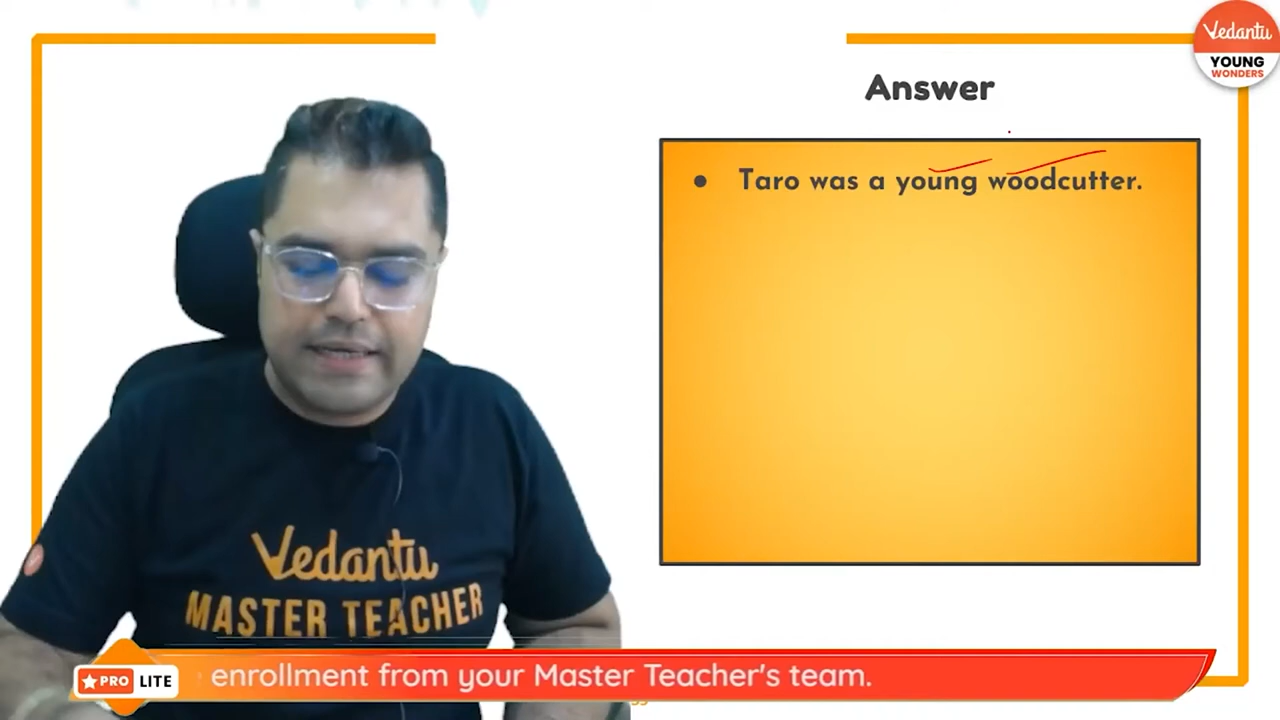 Vedantu
YOUNG
WONDERS
Answer
• Taro was a young woodcutter.
Vedantu
MASTER TEACHER
PRO LITE
enrollment from your Master Teacher's team.